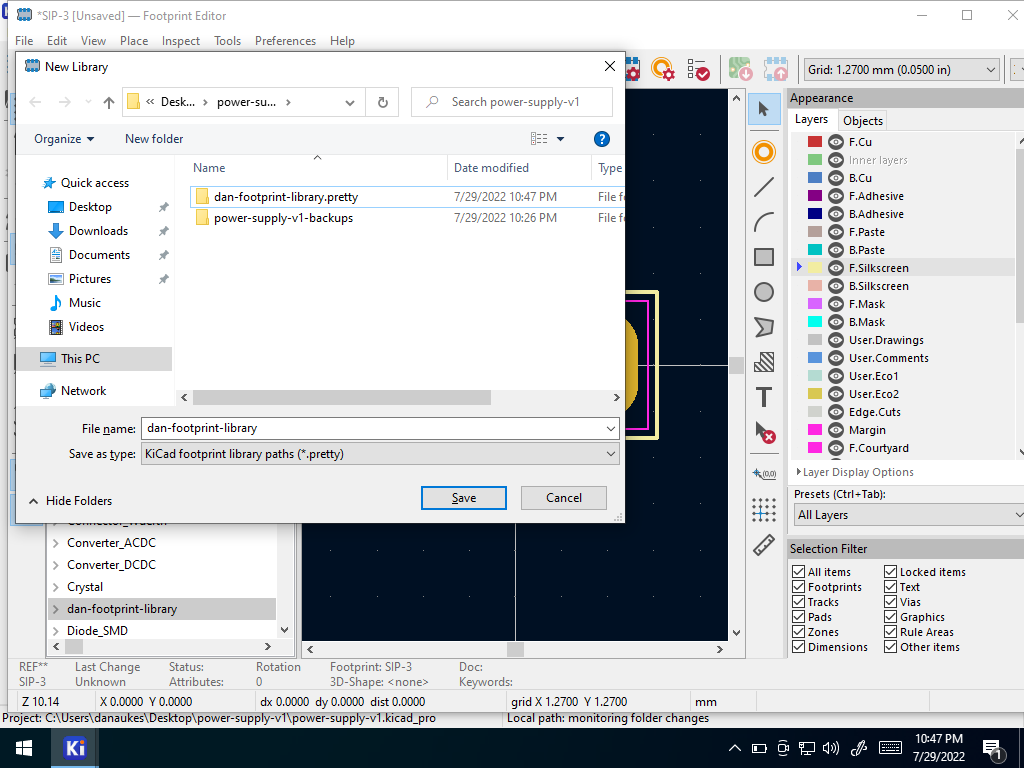 *SIP-3 [Unsaved] — Footprint Editor
File Edit View Place Inspect Tools Preferences Help
New Library
Grid: 1.2700 mm (0.0500 in)
« Desk... › power-su... ›
Search power-supply-v1
Organize
New folder
?
Name
Date modified
Type
Quick access
Desktop
Downloads
Documents
Pictures
Music
Videos
This PC
Network
dan-footprint-library.pretty 7/29/2022 10:47 PM File f
power-supply-v1-backups 7/29/2022 10:26 PM File f
File name: dan-footprint-library
Save as type: KiCad footprint library paths (*.pretty)
Hide Folders
Save
Cancel
Converter_ACDC
Converter_DCDC
Crystal
dan-footprint-library
Diode_SMD
T
(0,0)
Appearance
Layers Objects
F.Cu
Inner layers
B.Cu
F.Adhesive
B.Adhesive
F.Paste
B.Paste
F.Silkscreen
B.Silkscreen
F.Mask
B.Mask
User.Drawings
User.Comments
User.Eco1
User.Eco2
Edge.Cuts
Margin
F.Courtyard
Layer Display Options
Presets (Ctrl+Tab):
All Layers
Selection Filter
All items Locked items
Footprints Text
Tracks Vias
Pads Graphics
Zones Rule Areas
Dimensions Other items
REF** Last Change Status: Rotation Footprint: SIP-3 Doc:
SIP-3 Unknown Attributes: 0 3D-Shape: <none> Keywords:
Z 10.14 X 0.0000 Y 0.0000 dx 0.0000 dy 0.0000 dist 0.0000 grid X 1.2700 Y 1.2700 mm
Project: C:\Users\danaukes\Desktop\power-supply-v1\power-supply-v1.kicad_pro Local path: monitoring folder changes
Ki
10:47 PM
7/29/2022
1